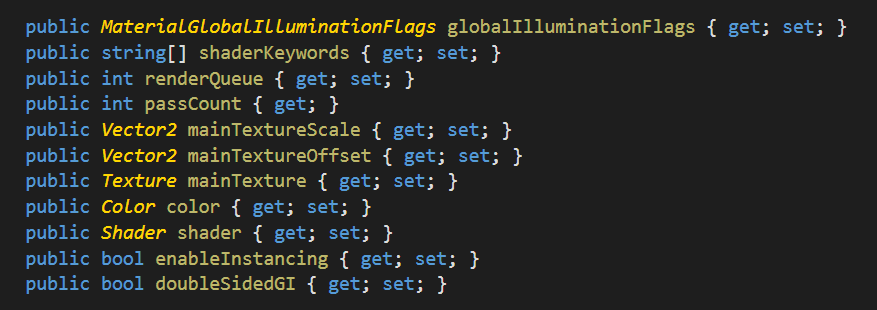 public MaterialGlobalIlluminationFlags globalIlluminationFlags { get; set; }
public string[] shaderKeywords { get; set; }
public int renderQueue { get; set; }
public int passCount { get; }
public Vector2 mainTextureScale { get; set; }
public Vector2 mainTextureOffset { get; set; }
public Texture mainTexture { get; set; }
public Color color { get; set; }
public Shader shader { get; set; }
public bool enableInstancing { get; set; }
public bool doubleSidedGI { get; set; }